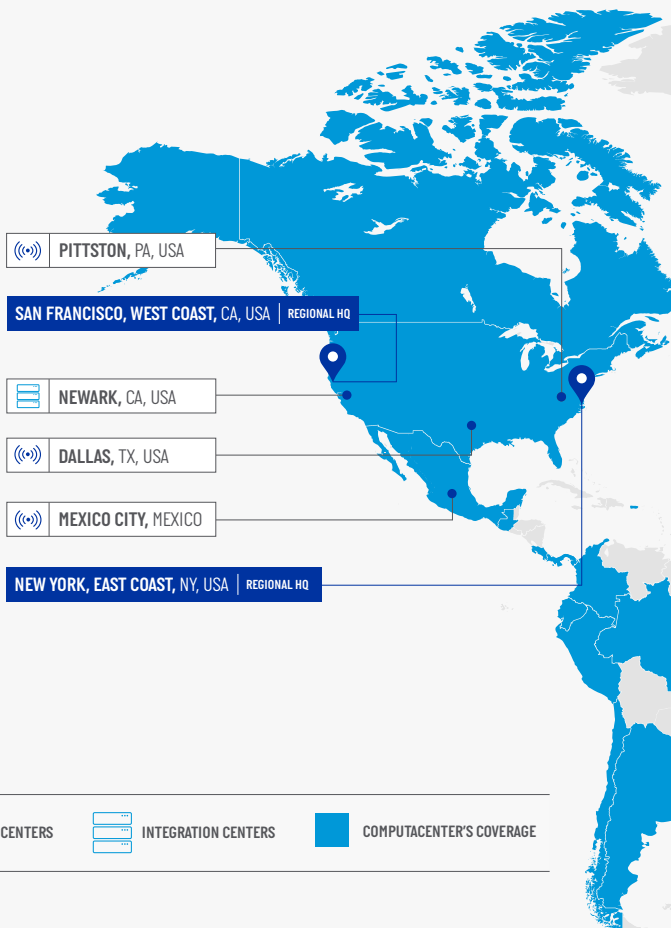 PITTSTON, PA, USA
SAN FRANCISCO, WEST COAST, CA, USA | REGIONAL HQ
NEWARK, CA, USA
DALLAS, TX, USA
MEXICO CITY, MEXICO
NEW YORK, EAST COAST, NY, USA | REGIONAL HQ
CENTERS
INTEGRATION CENTERS
COMPUTACENTER'S COVERAGE